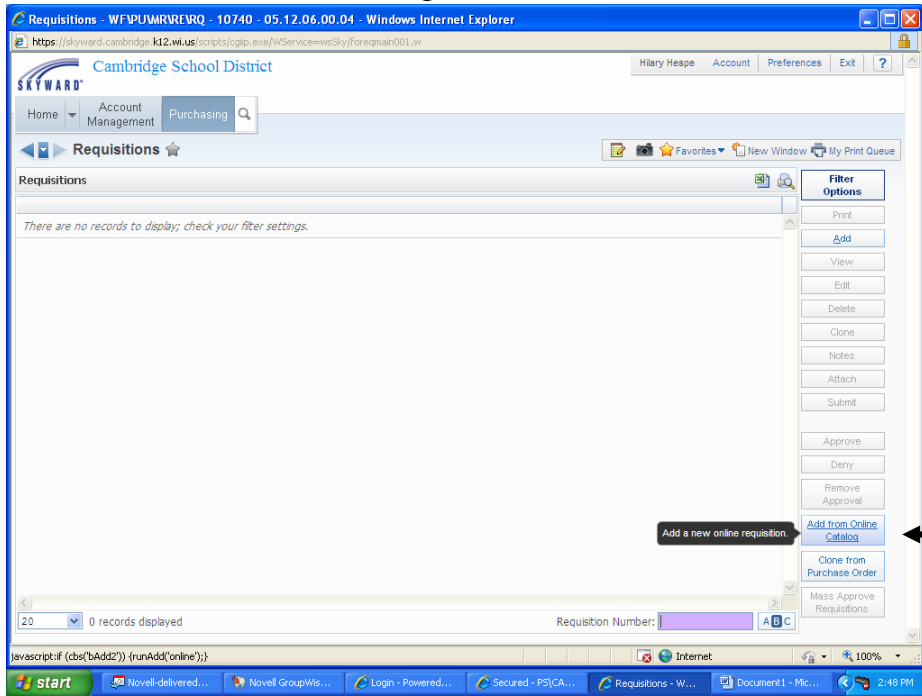 Requisitions - WF\PU\MR\RE\RQ - 10740 - 05.12.06.00.04 - Windows Internet Explorer
https://skyward.cambridge.k12.wi.us/scripts/cgiip.exe/WService=wsSky/foreqmain001.w
SKYWARD®
Cambridge School District
Hilary Hespe Account Preferences Exit ?
Home Account Management Purchasing
Requisitions
Favorites New Window My Print Queue
Requisitions
Filter Options
There are no records to display; check your filter settings.
Print
Add
View
Edit
Delete
Clone
Notes
Attach
Submit
Approve
Deny
Remove Approval
Add a new online requisition.
Add from Online Catalog
Clone from Purchase Order
Mass Approve Requisitions
20 0 records displayed Requisition Number: A B C
javascript:if (cbs('bAdd2')) {runAdd('online');} Internet 100%
start Novell-delivered... Novell GroupWis... Login - Powered... Secured - PS\CA... Requisitions - W... Document1 - Mic... 2:48 PM